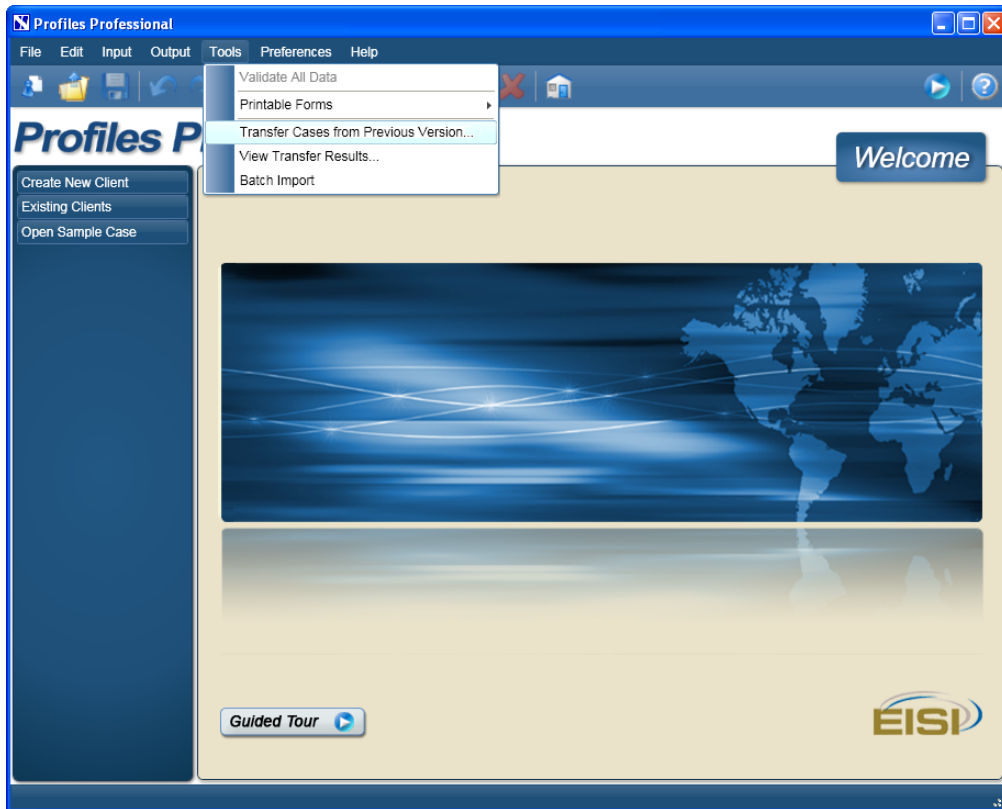 Profiles Professional
File Edit Input Output Tools Preferences Help
Validate All Data
Printable Forms
Transfer Cases from Previous Version...
View Transfer Results...
Batch Import
Profiles P
Welcome
Create New Client
Existing Clients
Open Sample Case
Guided Tour
EISI